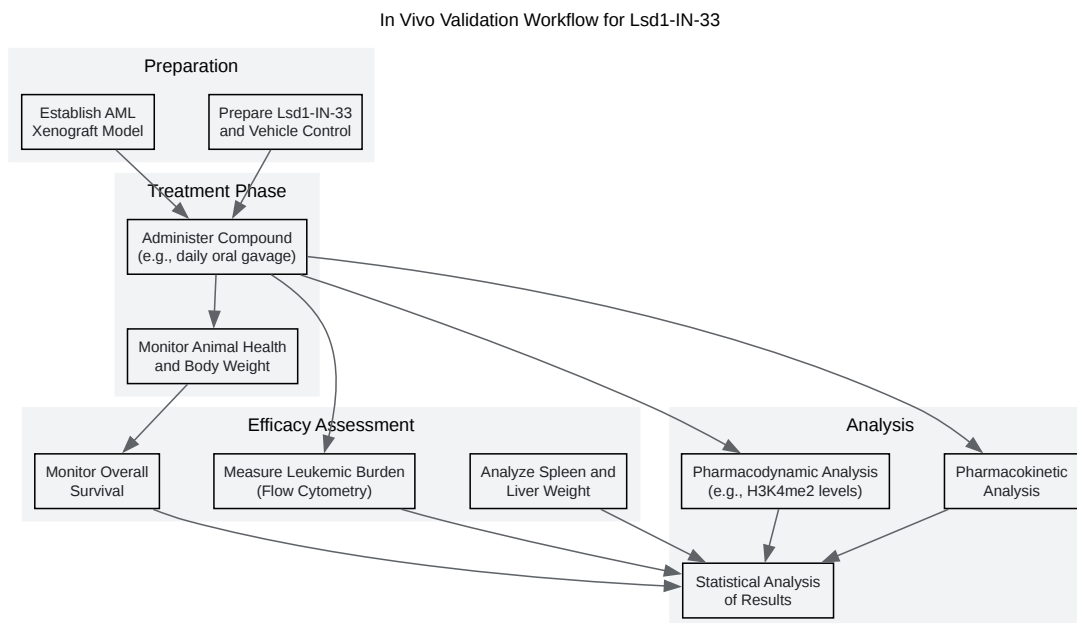 In Vivo Validation Workflow for Lsd1-IN-33
Preparation
Establish AML
Xenograft Model
Prepare Lsd1-IN-33
and Vehicle Control
Treatment Phase
Administer Compound
(e.g., daily oral gavage)
Monitor Animal Health
and Body Weight
Efficacy Assessment
Monitor Overall
Survival
Measure Leukemic Burden
(Flow Cytometry)
Analyze Spleen and
Liver Weight
Analysis
Pharmacodynamic Analysis
(e.g., H3K4me2 levels)
Pharmacokinetic
Analysis
Statistical Analysis
of Results